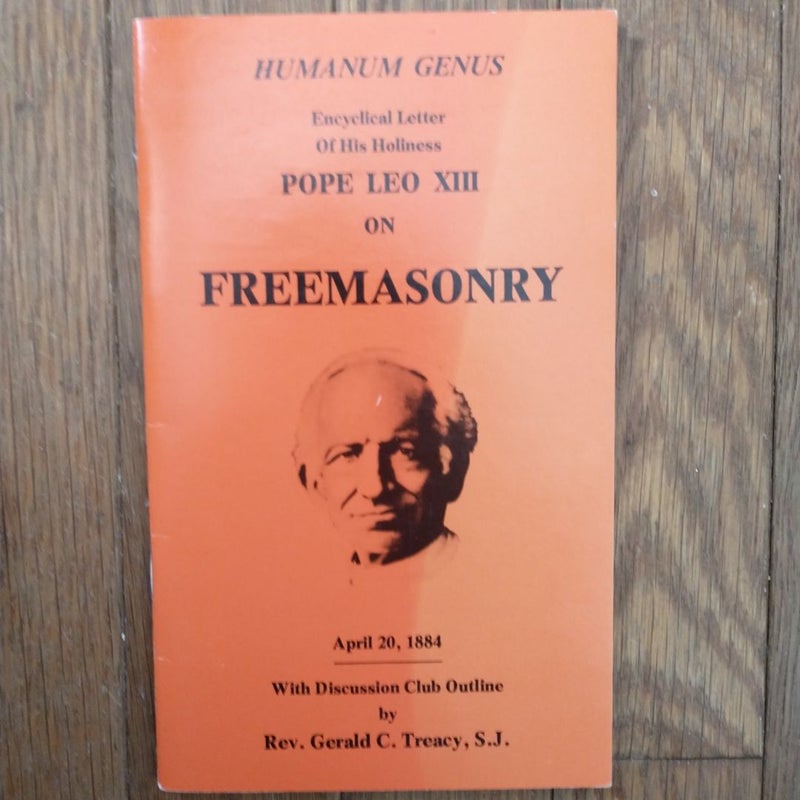 HUMANUM GENUS
Encyclical Letter
Of His Holiness
POPE LEO XIII
ON
FREEMASONRY
April 20, 1884
With Discussion Club Outline
by
Rev. Gerald C. Treacy, S.J.